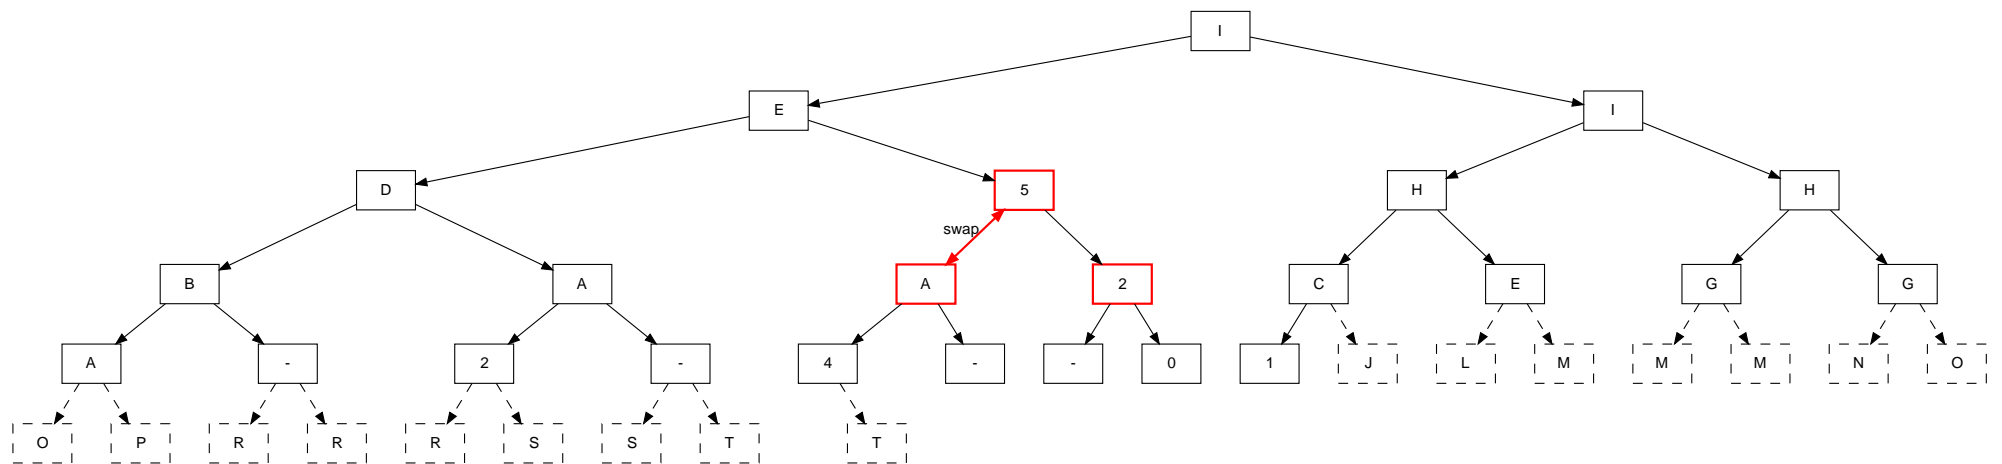 I
E I
D 5 H H
swap
B A A 2 C E G G
A - 2 - 4 - - 0 1 J L M M M N O
O P R R R S S T T